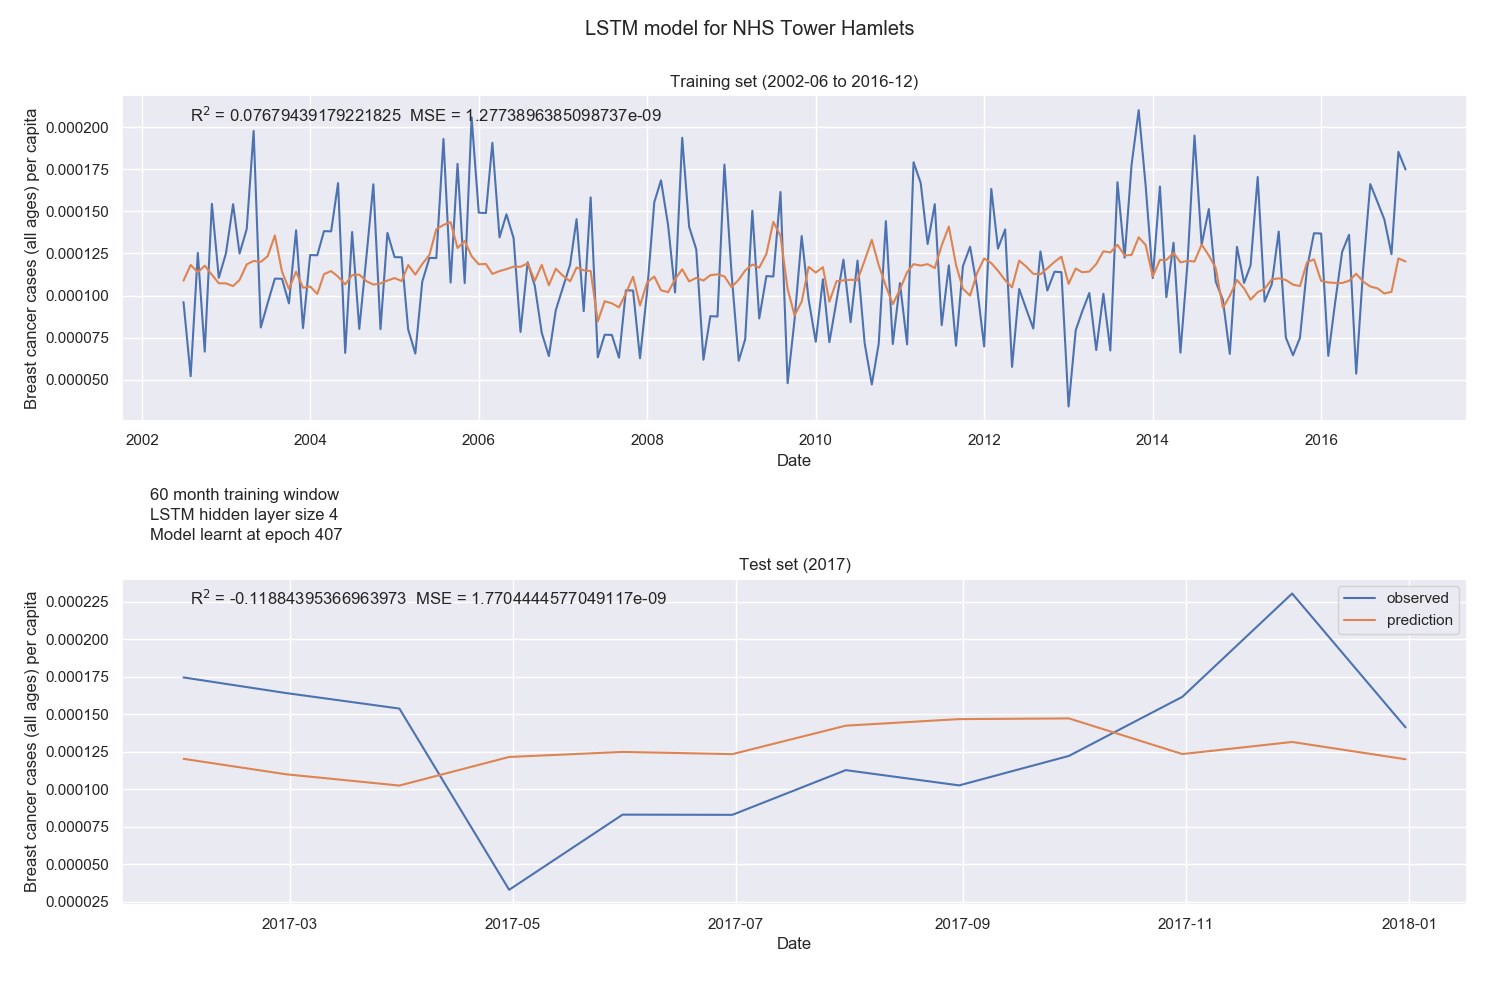 LSTM model for NHS Tower Hamlets
Training set (2002-06 to 2016-12)
R² = 0.07679439179221825 MSE = 1.2773896385098737e-09
Breast cancer cases (all ages) per capita
0.000200
0.000175
0.000150
0.000125
0.000100
0.000075
0.000050
2002 2004 2006 2008 2010 2012 2014 2016
Date
60 month training window
LSTM hidden layer size 4
Model learnt at epoch 407
Test set (2017)
R² = -0.11884395366963973 MSE = 1.7704444577049117e-09
observed
prediction
Breast cancer cases (all ages) per capita
0.000225
0.000200
0.000175
0.000150
0.000125
0.000100
0.000075
0.000050
0.000025
2017-03 2017-05 2017-07 2017-09 2017-11 2018-01
Date